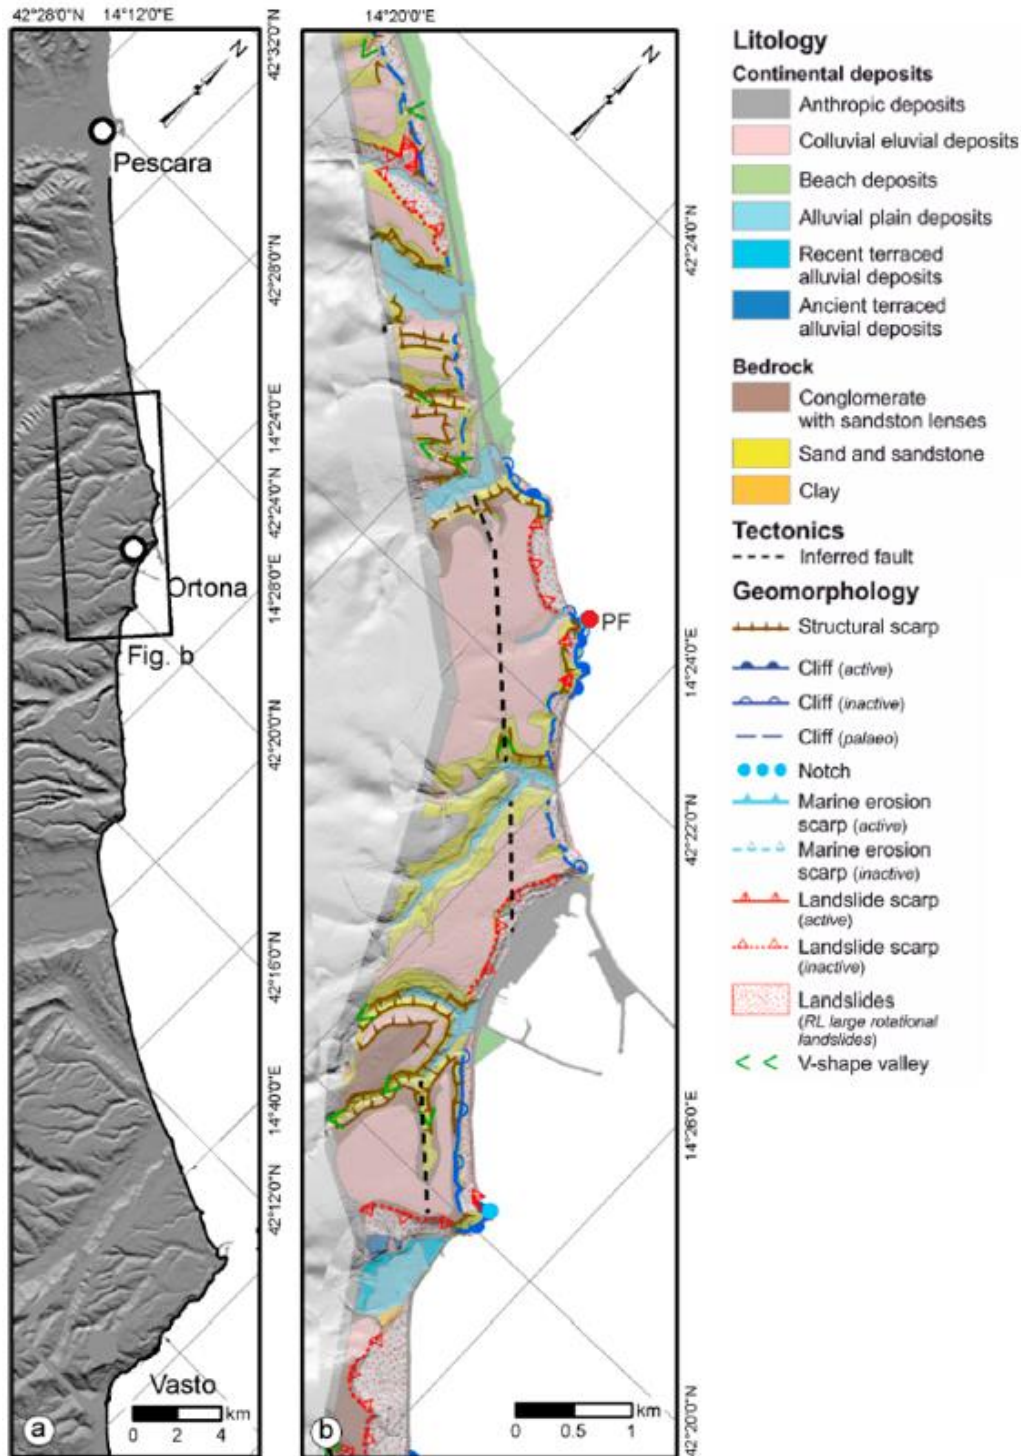 42°28'0"N 14°12'0"E
42°32'0"N
N
Pescara
42°28'0"N
14°24'0"E
42°24'0"N
14°28'0"E
Ortona
Fig. b
42°20'0"N
42°16'0"N
14°40'0"E
42°12'0"N
Vasto
km
0 2 4
a
14°20'0"E
N
42°24'0"N
PF
14°24'0"E
42°22'0"N
14°26'0"E
42°20'0"N
km
0 0.5 1
b
Litology
Continental deposits
Anthropic deposits
Colluvial eluvial deposits
Beach deposits
Alluvial plain deposits
Recent terraced
alluvial deposits
Ancient terraced
alluvial deposits
Bedrock
Conglomerate
with sandston lenses
Sand and sandstone
Clay
Tectonics
Inferred fault
Geomorphology
Structural scarp
Cliff (active)
Cliff (inactive)
Cliff (palaeo)
Notch
Marine erosion
scarp (active)
Marine erosion
scarp (inactive)
Landslide scarp
(active)
Landslide scarp
(inactive)
Landslides
(RL large rotational
landslides)
V-shape valley